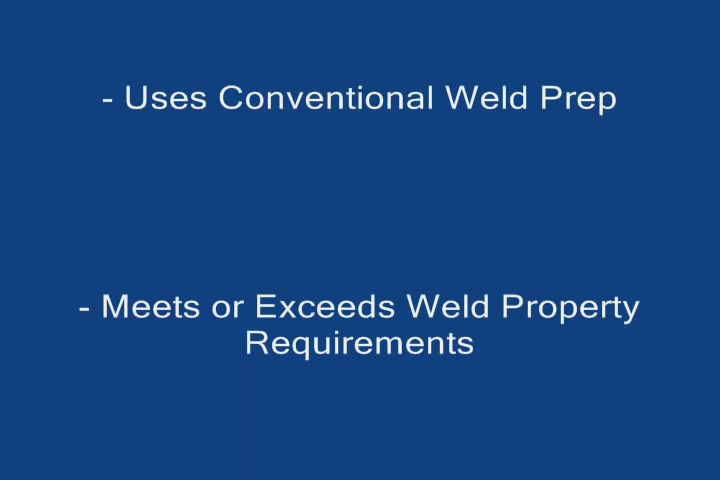 - Uses Conventional Weld Prep
- Meets or Exceeds Weld Property
Requirements